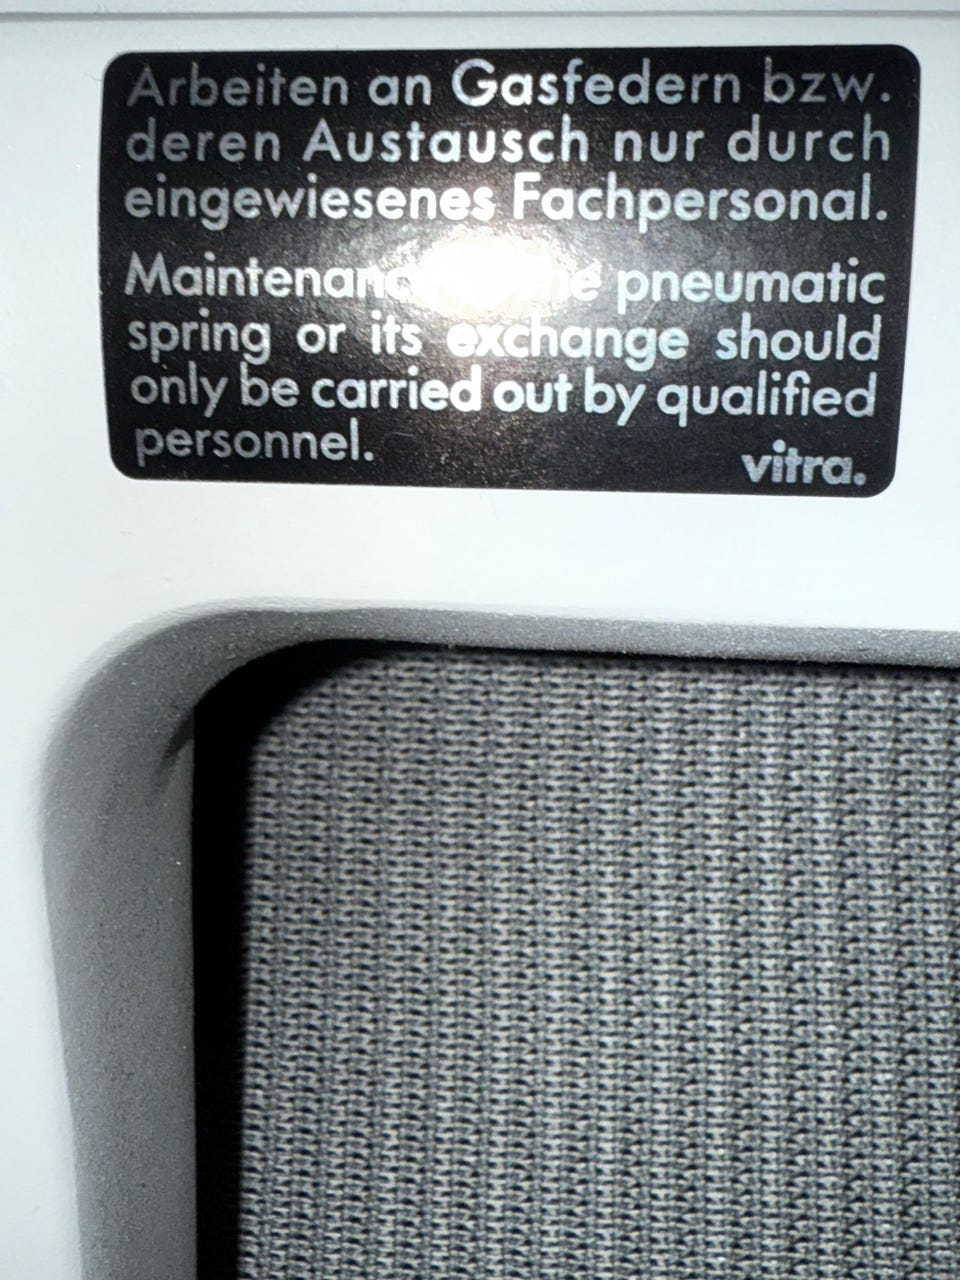 Arbeiten an Gasfedern bzw.
deren Austausch nur durch
eingewiesenes Fachpersonal.
Maintenance pneumatic
spring or its exchange should
only be carried out by qualified
personnel.
vitra.